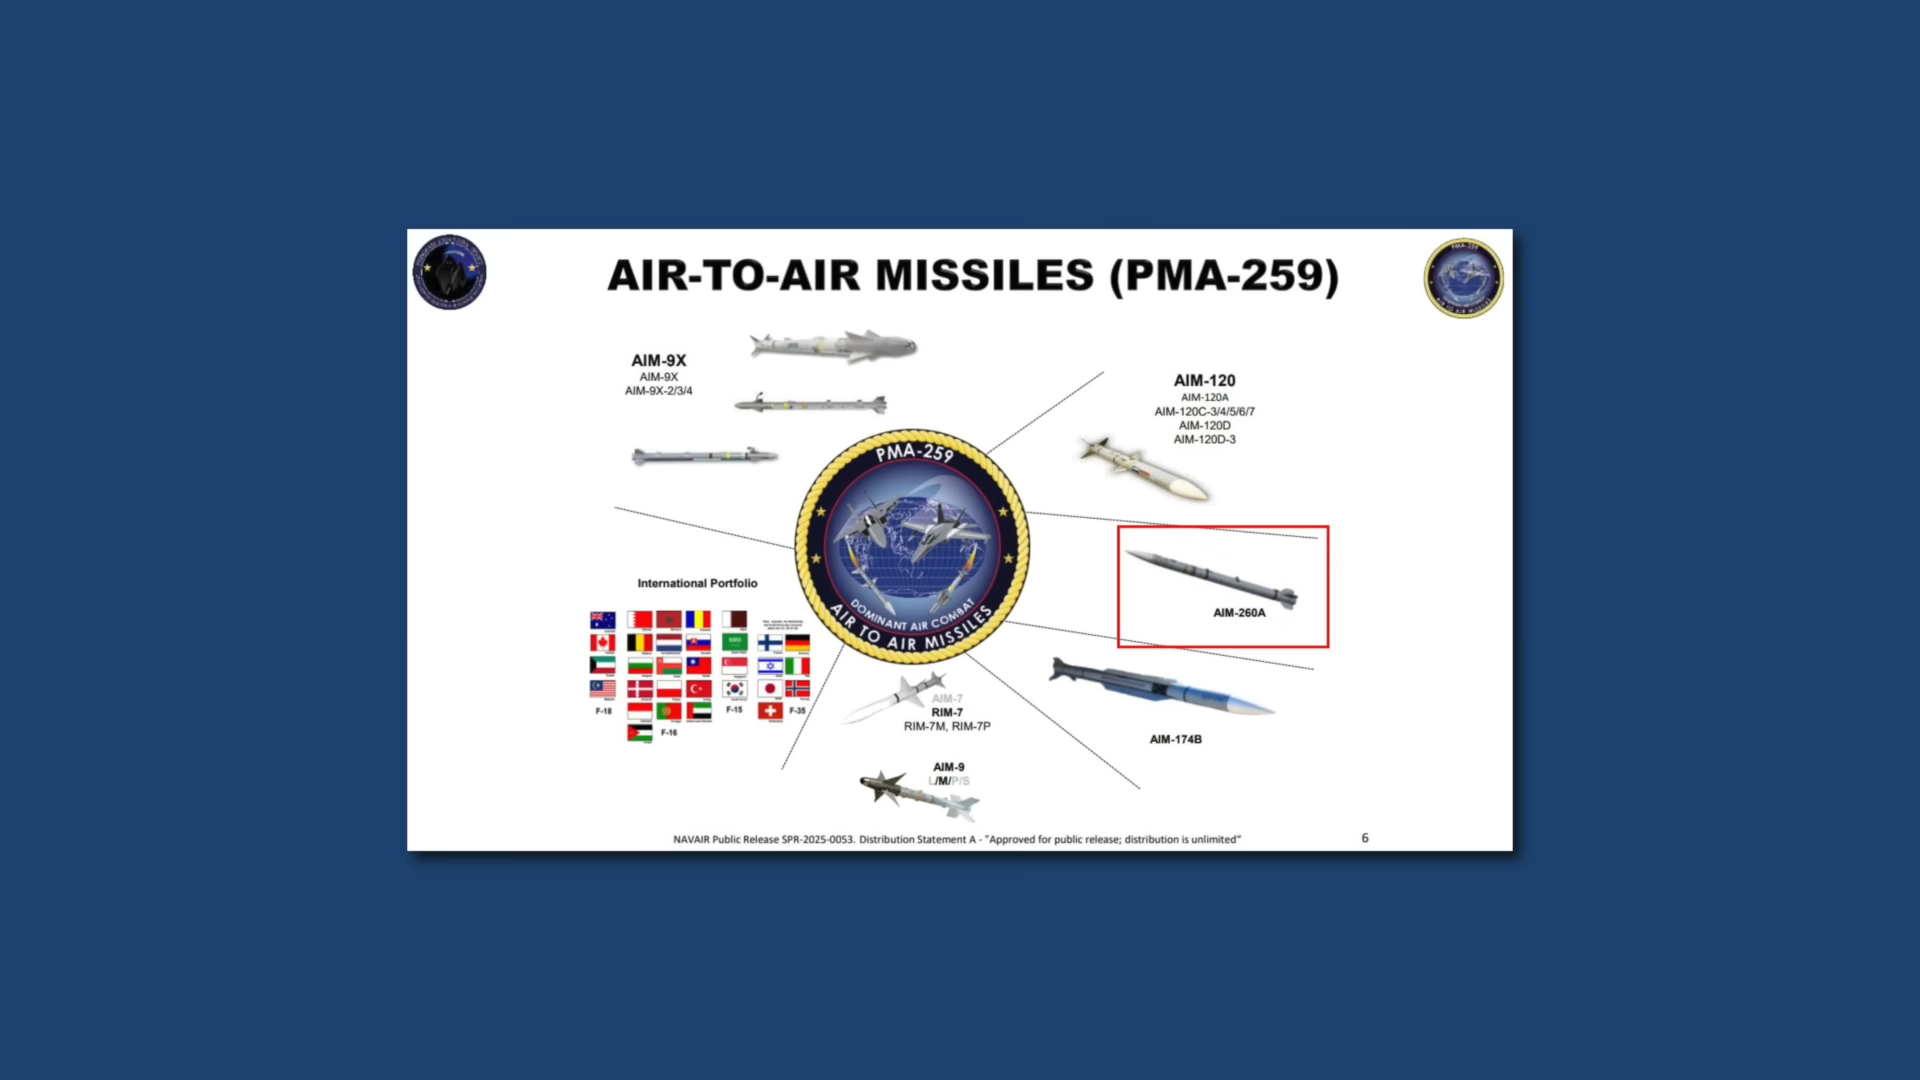 AIR-TO-AIR MISSILES (PMA-259)
AIM-9X
AIM-9X
AIM-9X-2/3/4
AIM-120
AIM-120A
AIM-120C-3/4/5/6/7
AIM-120D
AIM-120D-3
PMA-259
DOMINANT AIR COMBAT
AIR TO AIR MISSILES
AIM-260A
International Portfolio
F-18
F-16
F-15
F-35
AIM-7
RIM-7
RIM-7M, RIM-7P
AIM-174B
AIM-9
L/M/P/S
NAVAIR Public Release SPR-2025-0053. Distribution Statement A - "Approved for public release; distribution is unlimited"
6